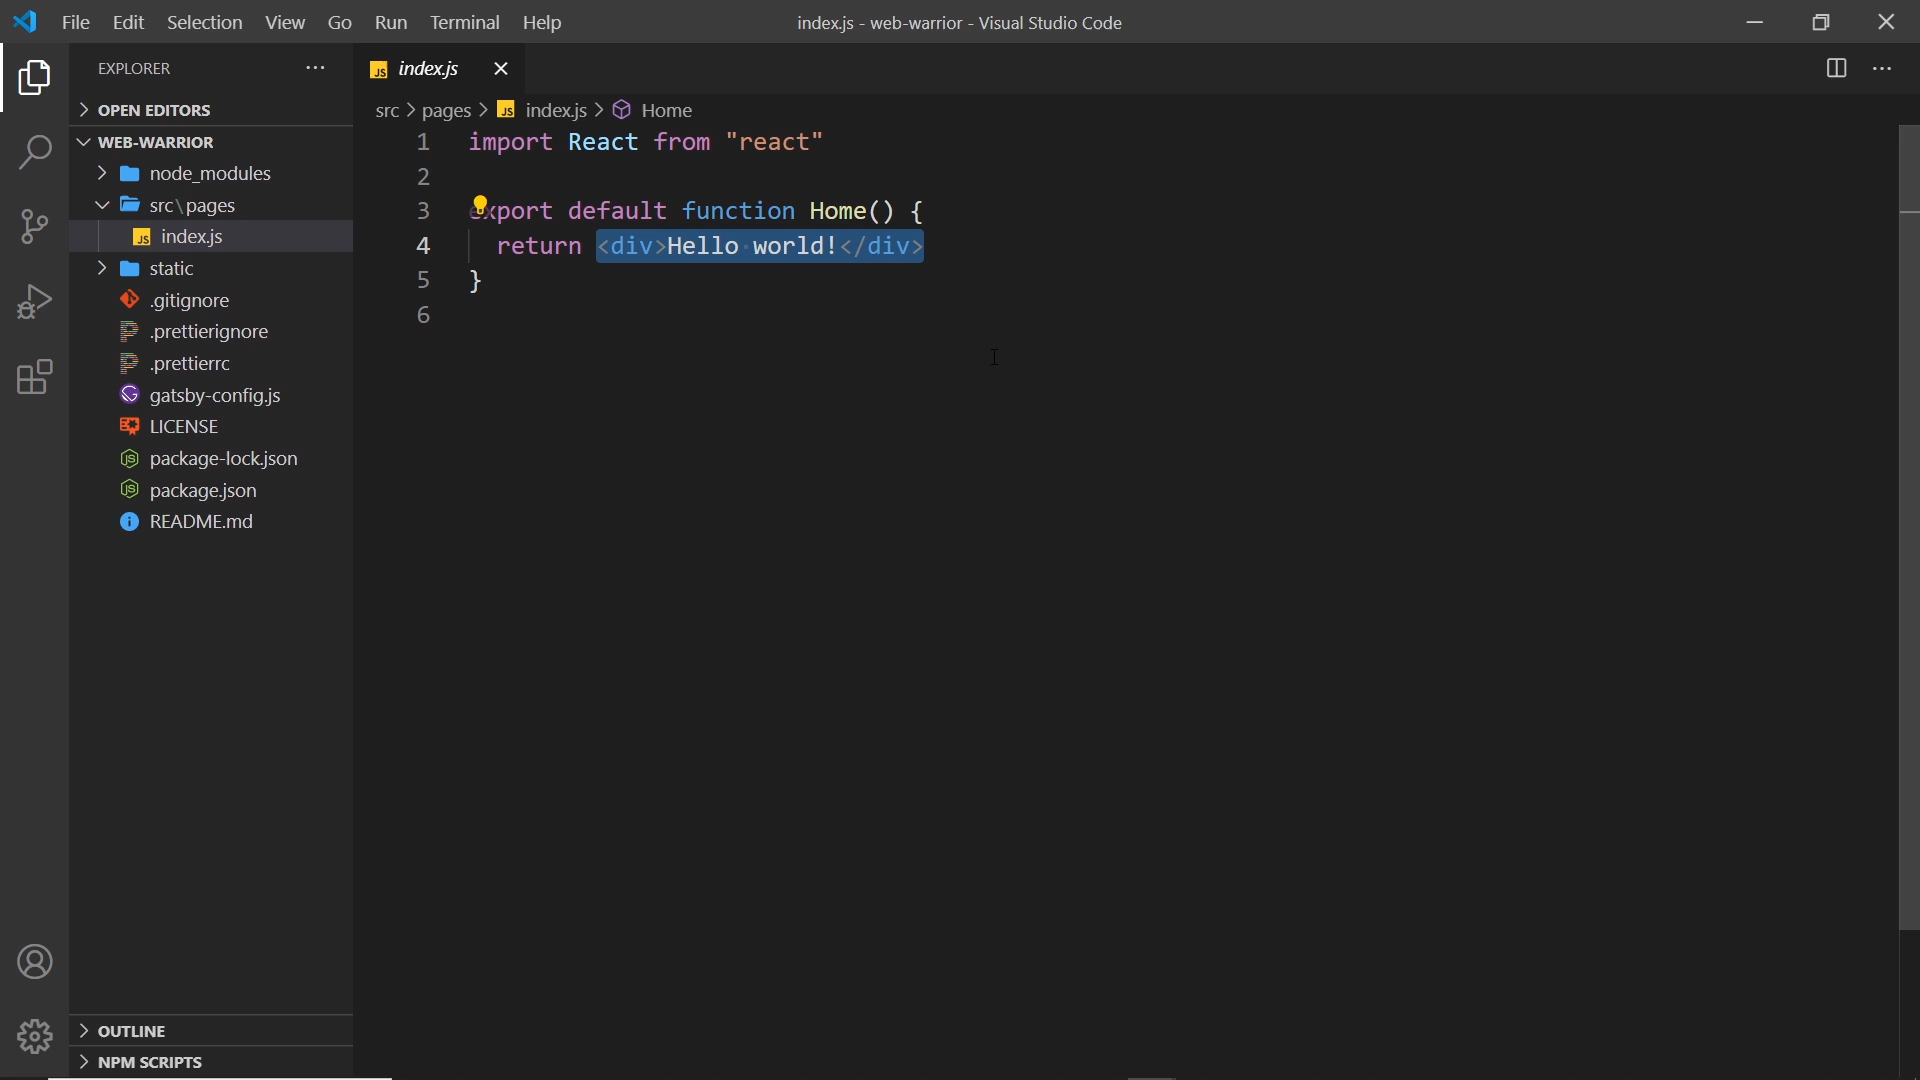 File Edit Selection View Go Run Terminal Help
index.js - web-warrior - Visual Studio Code
EXPLORER
OPEN EDITORS
WEB-WARRIOR
node_modules
src\pages
JS index.js
static
.gitignore
.prettierignore
.prettierrc
gatsby-config.js
LICENSE
package-lock.json
package.json
README.md
OUTLINE
NPM SCRIPTS
JS index.js
src > pages > JS index.js > Home
1 import React from "react"
2
3 export default function Home() {
4 return <div>Hello world!</div>
5 }
6